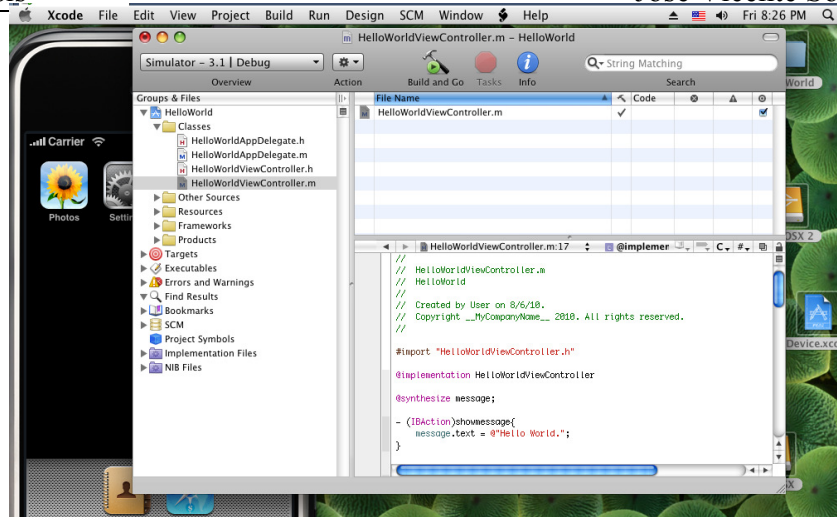 Xcode File Edit View Project Build Run Design SCM Window Help Fri 8:26 PM
HelloWorldViewController.m – HelloWorld
Simulator – 3.1 | Debug
String Matching
Overview Action Build and Go Tasks Info Search
World
Groups & Files
File Name Code
HelloWorld
HelloWorldViewController.m
Classes
HelloWorldAppDelegate.h
HelloWorldAppDelegate.m
HelloWorldViewController.h
HelloWorldViewController.m
Other Sources
Resources
Frameworks
Products
Targets
Executables
Errors and Warnings
Find Results
Bookmarks
SCM
Project Symbols
Implementation Files
NIB Files
Carrier
Photos Settin
OSX 2
Device.xco
HelloWorldViewController.m:17 @implemen C #
//
// HelloWorldViewController.m
// HelloWorld
//
// Created by User on 8/6/10.
// Copyright __MyCompanyName__ 2010. All rights reserved.
//
#import "HelloWorldViewController.h"
@implementation HelloWorldViewController
@synthesize message;
- (IBAction)showmessage{
message.text = @"Hello World.";
}